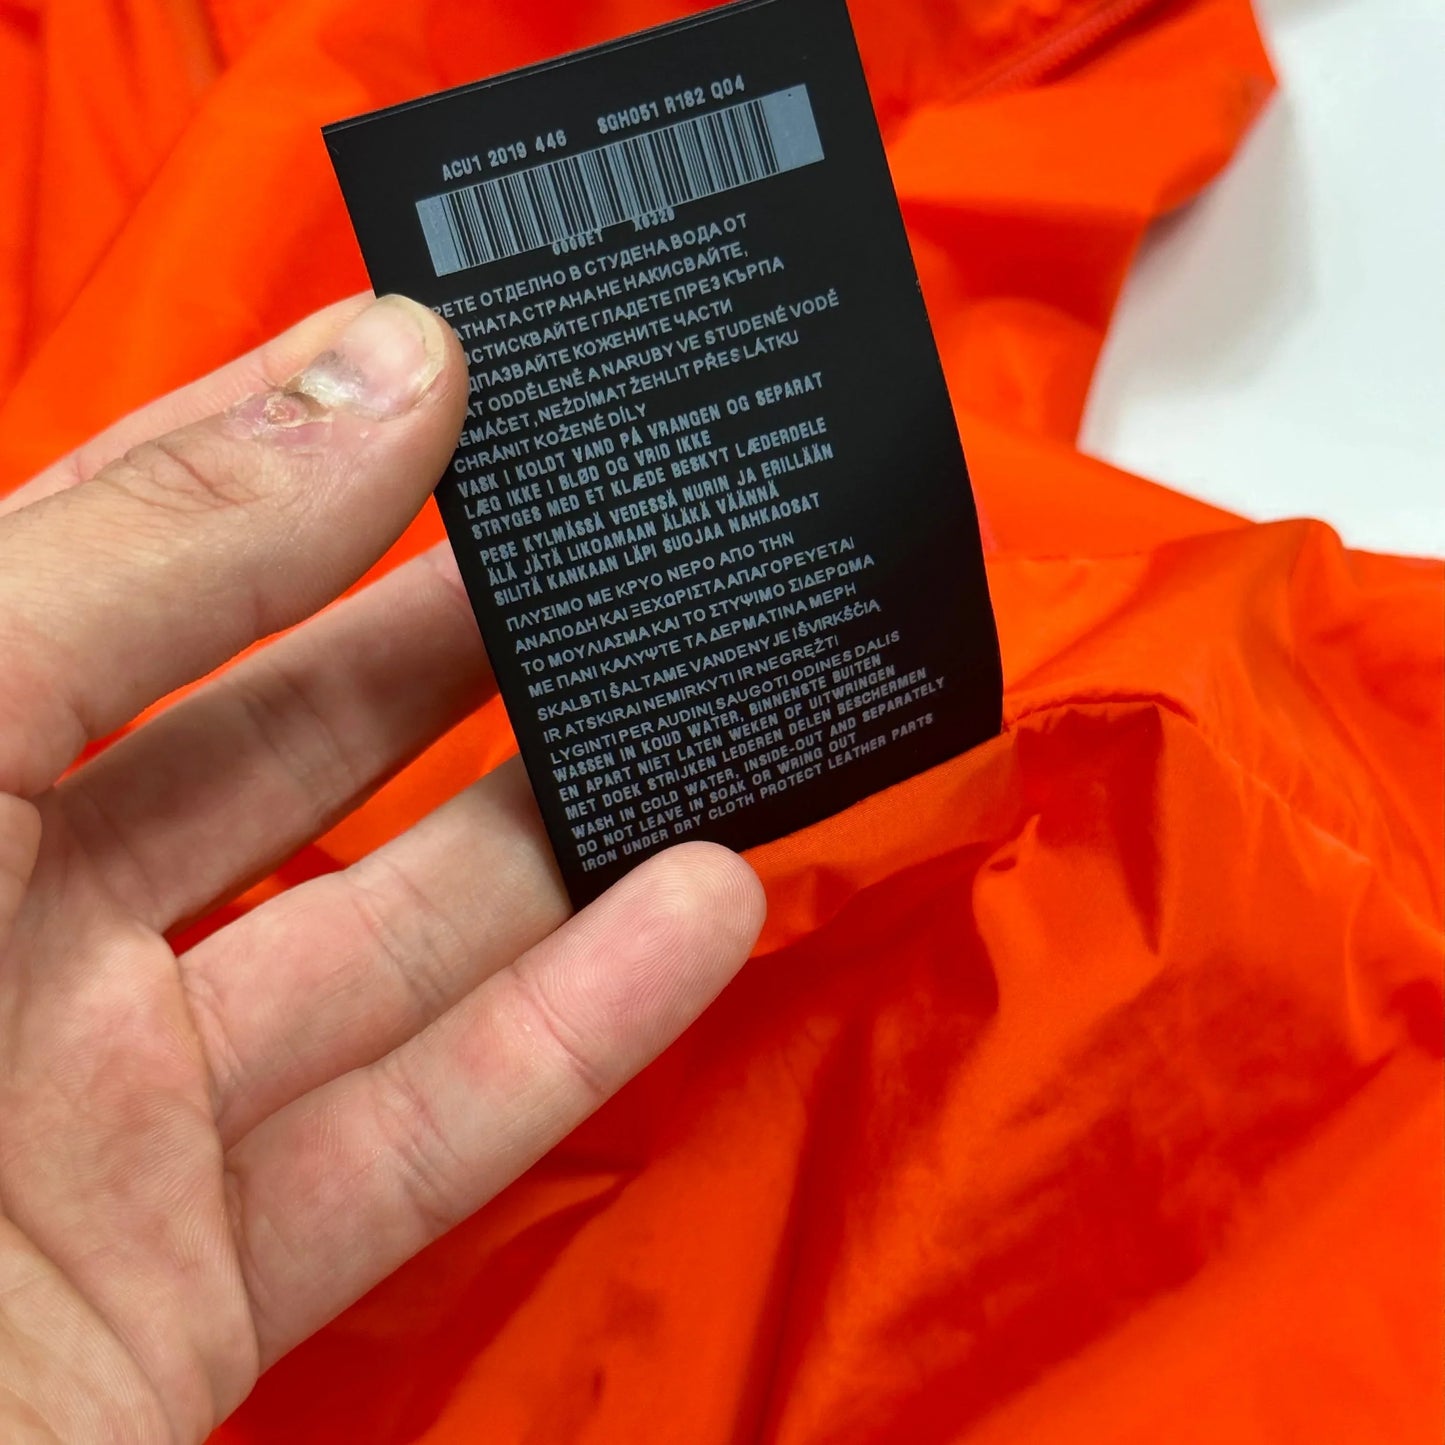 ACU1 2019 446 SGH051 R182 Q04
X0320
ОТДЕЛНО В СТУДЕНА ВОДА ОТ
СТРАНА НЕ НАКИСВАЙТЕ,
ГЛАДЕТЕ ПРЕЗ КЪРПА
КОЖЕНИТЕ ЧАСТИ
ODDĚLENĚ A NARUBY VE STUDENÉ VODĚ
NEŽDÍMAT ŽEHLIT PŘES LÁTKU
CHRÁNIT KOŽENÉ DÍLY
VASK I KOLDT VAND PÅ VRANGEN OG SEPARAT
LÆG IKKE I BLØD OG VRID IKKE
STRYGES MED ET KLÆDE BESKYT LÆDERDELE
PESE KYLMÄSSÄ VEDESSÄ NURIN JA ERILLÄÄN
ÄLÄ JÄTÄ LIKOAMAAN ÄLÄKÄ VÄÄNNÄ
SILITÄ KANKAAN LÄPI SUOJAA NAHKAOSAT
ΠΛΥΣΙΜΟ ΜΕ ΚΡΥΟ ΝΕΡΟ ΑΠΟ ΤΗΝ
ΑΝΑΠΟΔΗ ΚΑΙ ΞΕΧΩΡΙΣΤΑ ΑΠΑΓΟΡΕΥΕΤΑΙ
ΤΟ ΜΟΥΛΙΑΣΜΑ ΚΑΙ ΤΟ ΣΤΥΨΙΜΟ ΣΙΔΕΡΩΜΑ
ΜΕ ΠΑΝΙ ΚΑΛΥΨΤΕ ΤΑ ΔΕΡΜΑΤΙΝΑ ΜΕΡΗ
SKALBTI ŠALTAME VANDENYJE IŠVIRKŠČIĄ
IR ATSKIRAI NEMIRKYTI IR NEGRĘŽTI
LYGINTI PER AUDINĮ SAUGOTI ODINES DALIS
WASSEN IN KOUD WATER, BINNENSTE BUITEN
EN APART NIET LATEN WEKEN OF UITWRINGEN
MET DOEK STRIJKEN LEDEREN DELEN BESCHERMEN
WASH IN COLD WATER, INSIDE-OUT AND SEPARATELY
DO NOT LEAVE IN SOAK OR WRING OUT
IRON UNDER DRY CLOTH PROTECT LEATHER PARTS